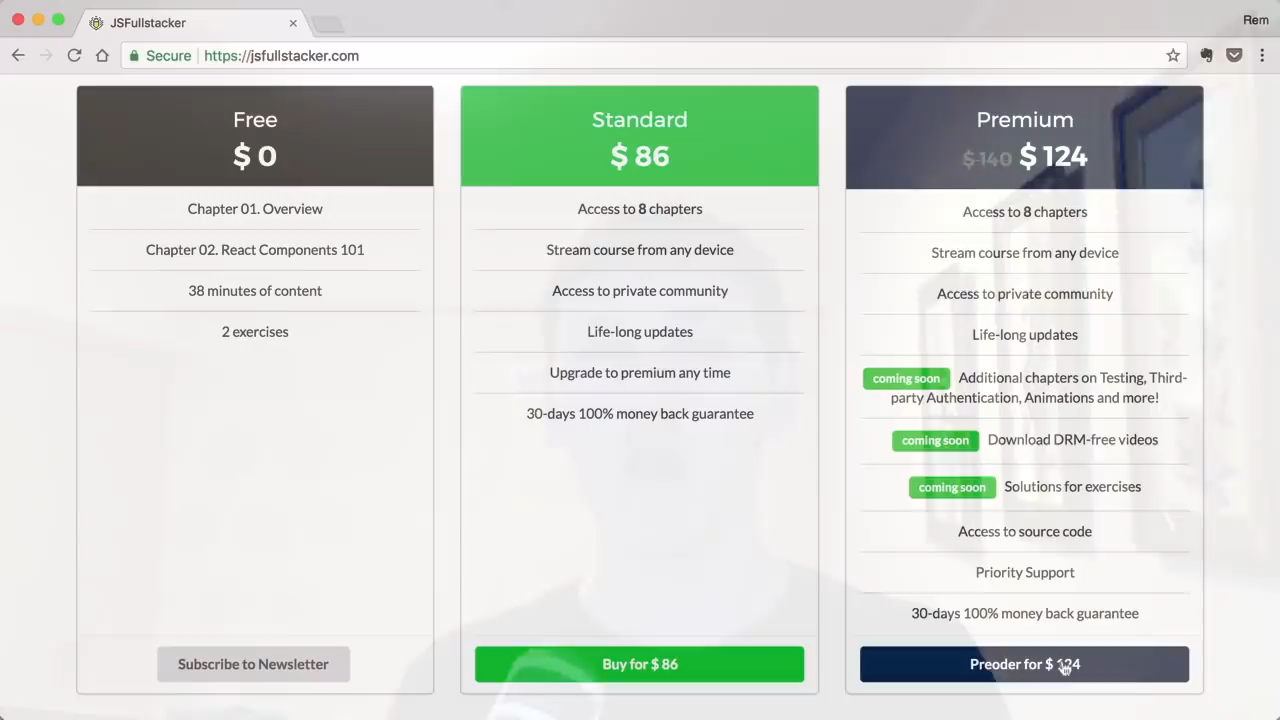 JSFullstacker
Rem
Secure
https://jsfullstacker.com
Free
$ 0
Chapter 01. Overview
Chapter 02. React Components 101
38 minutes of content
2 exercises
Subscribe to Newsletter
Standard
$ 86
Access to 8 chapters
Stream course from any device
Access to private community
Life-long updates
Upgrade to premium any time
30-days 100% money back guarantee
Buy for $ 86
Premium
$ 140 $ 124
Access to 8 chapters
Stream course from any device
Access to private community
Life-long updates
coming soon Additional chapters on Testing, Third-
party Authentication, Animations and more!
coming soon Download DRM-free videos
coming soon Solutions for exercises
Access to source code
Priority Support
30-days 100% money back guarantee
Preoder for $ 124